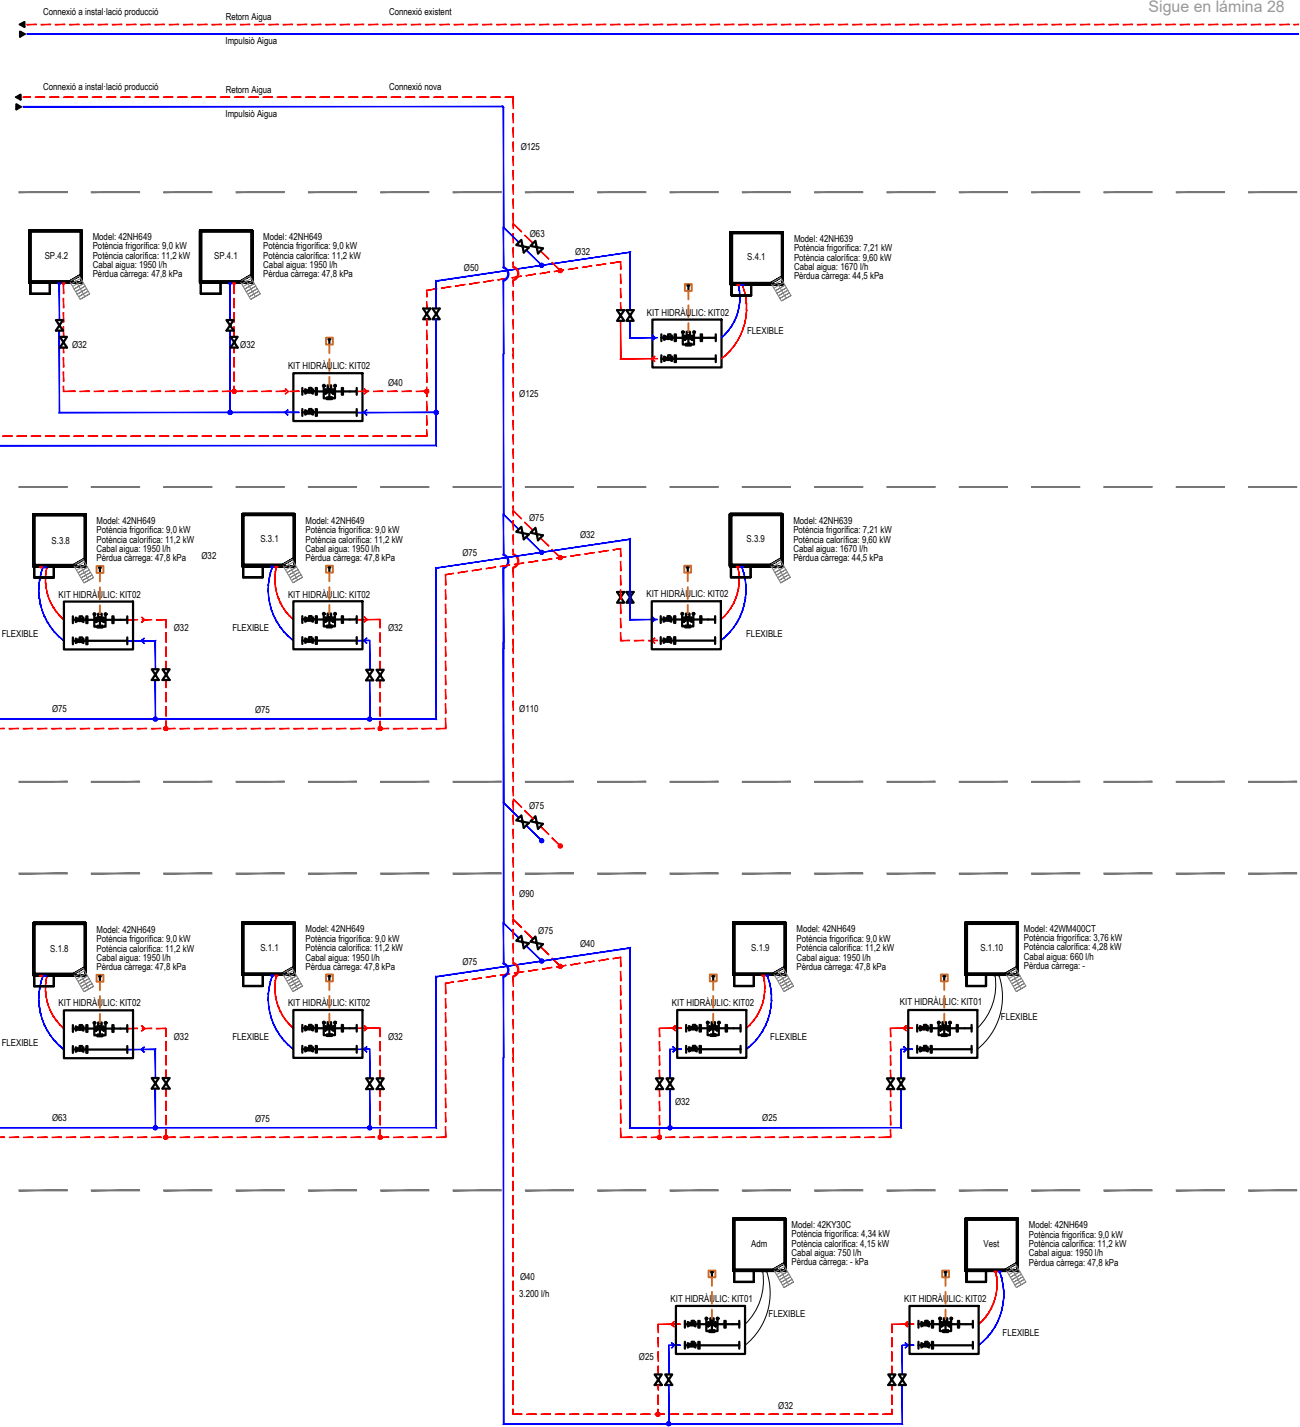 Sigue en lámina 28
Connexió a instal·lació producció
Retorn Aigua
Connexió existent
Impulsió Aigua
Connexió a instal·lació producció
Retorn Aigua
Connexió nova
Impulsió Aigua
Ø125
SP.4.2
Model: 42NH649
Potència frigorífica: 9,0 kW
Potència calorífica: 11,2 kW
Cabal aigua: 1950 l/h
Pèrdua càrrega: 47,8 kPa
SP.4.1
Model: 42NH649
Potència frigorífica: 9,0 kW
Potència calorífica: 11,2 kW
Cabal aigua: 1950 l/h
Pèrdua càrrega: 47,8 kPa
Ø63
Ø32
Ø50
S.4.1
Model: 42NH639
Potència frigorífica: 7,21 kW
Potència calorífica: 9,60 kW
Cabal aigua: 1670 l/h
Pèrdua càrrega: 44,5 kPa
KIT HIDRÀULIC: KIT02
FLEXIBLE
Ø32
Ø32
KIT HIDRÀULIC: KIT02
Ø40
Ø125
S.3.8
Model: 42NH649
Potència frigorífica: 9,0 kW
Potència calorífica: 11,2 kW
Cabal aigua: 1950 l/h
Pèrdua càrrega: 47,8 kPa
Ø32
S.3.1
Model: 42NH649
Potència frigorífica: 9,0 kW
Potència calorífica: 11,2 kW
Cabal aigua: 1950 l/h
Pèrdua càrrega: 47,8 kPa
Ø75
Ø32
Ø75
S.3.9
Model: 42NH639
Potència frigorífica: 7,21 kW
Potència calorífica: 9,60 kW
Cabal aigua: 1670 l/h
Pèrdua càrrega: 44,5 kPa
KIT HIDRÀULIC: KIT02
KIT HIDRÀULIC: KIT02
KIT HIDRÀULIC: KIT02
FLEXIBLE
Ø32
FLEXIBLE
Ø32
FLEXIBLE
Ø75
Ø75
Ø110
Ø75
Ø90
S.1.8
Model: 42NH649
Potència frigorífica: 9,0 kW
Potència calorífica: 11,2 kW
Cabal aigua: 1950 l/h
Pèrdua càrrega: 47,8 kPa
S.1.1
Model: 42NH649
Potència frigorífica: 9,0 kW
Potència calorífica: 11,2 kW
Cabal aigua: 1950 l/h
Pèrdua càrrega: 47,8 kPa
Ø75
Ø40
Ø75
S.1.9
Model: 42NH649
Potència frigorífica: 9,0 kW
Potència calorífica: 11,2 kW
Cabal aigua: 1950 l/h
Pèrdua càrrega: 47,8 kPa
S.1.10
Model: 42WM400CT
Potència frigorífica: 3,76 kW
Potència calorífica: 4,28 kW
Cabal aigua: 660 l/h
Pèrdua càrrega: -
KIT HIDRÀULIC: KIT02
KIT HIDRÀULIC: KIT02
KIT HIDRÀULIC: KIT02
KIT HIDRÀULIC: KIT01
FLEXIBLE
Ø32
FLEXIBLE
Ø32
FLEXIBLE
FLEXIBLE
Ø32
Ø63
Ø75
Ø25
Adm
Model: 42KY30C
Potència frigorífica: 4,34 kW
Potència calorífica: 4,15 kW
Cabal aigua: 750 l/h
Pèrdua càrrega: - kPa
Vest
Model: 42NH649
Potència frigorífica: 9,0 kW
Potència calorífica: 11,2 kW
Cabal aigua: 1950 l/h
Pèrdua càrrega: 47,8 kPa
Ø40
3.200 l/h
KIT HIDRÀULIC: KIT01
KIT HIDRÀULIC: KIT02
FLEXIBLE
FLEXIBLE
Ø25
Ø32